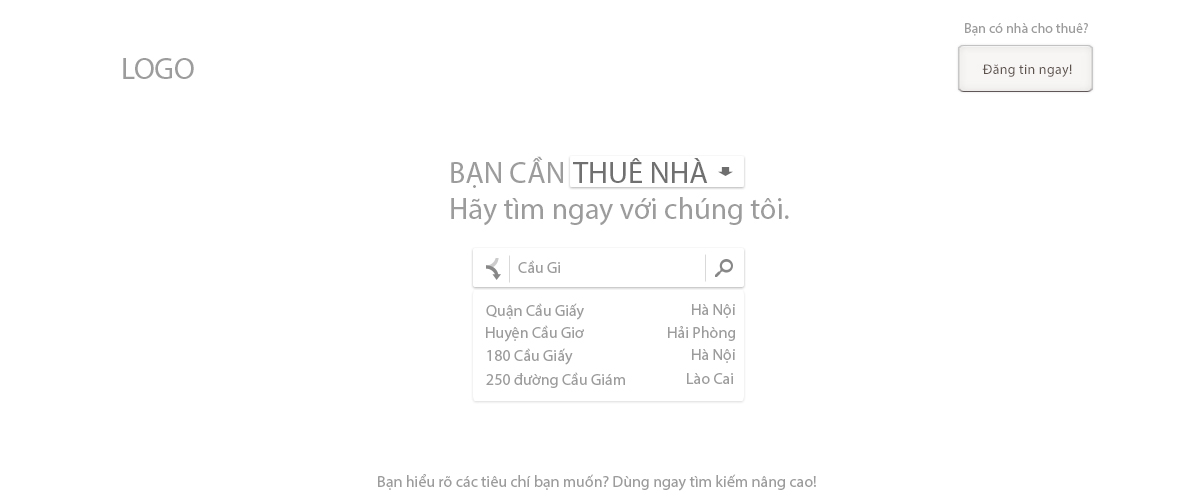 Bạn có nhà cho thuê?
LOGO
Đăng tin ngay!
BẠN CẦN THUÊ NHÀ
Hãy tìm ngay với chúng tôi.
Cầu Gi
Quận Cầu Giấy Hà Nội
Huyện Cầu Giơ Hải Phòng
180 Cầu Giấy Hà Nội
250 đường Cầu Giám Lào Cai
Bạn hiểu rõ các tiêu chí bạn muốn? Dùng ngay tìm kiếm nâng cao!